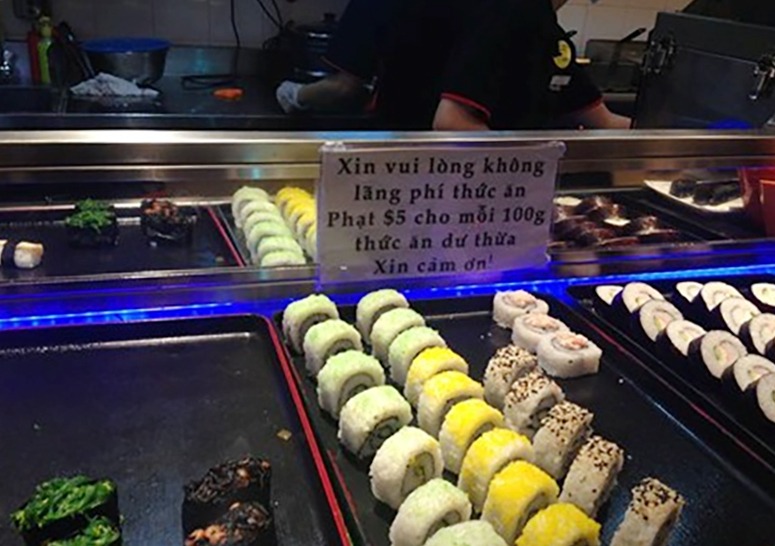 Xin vui lòng không
lãng phí thức ăn
Phạt $5 cho mỗi 100g
thức ăn dư thừa
Xin cảm ơn!